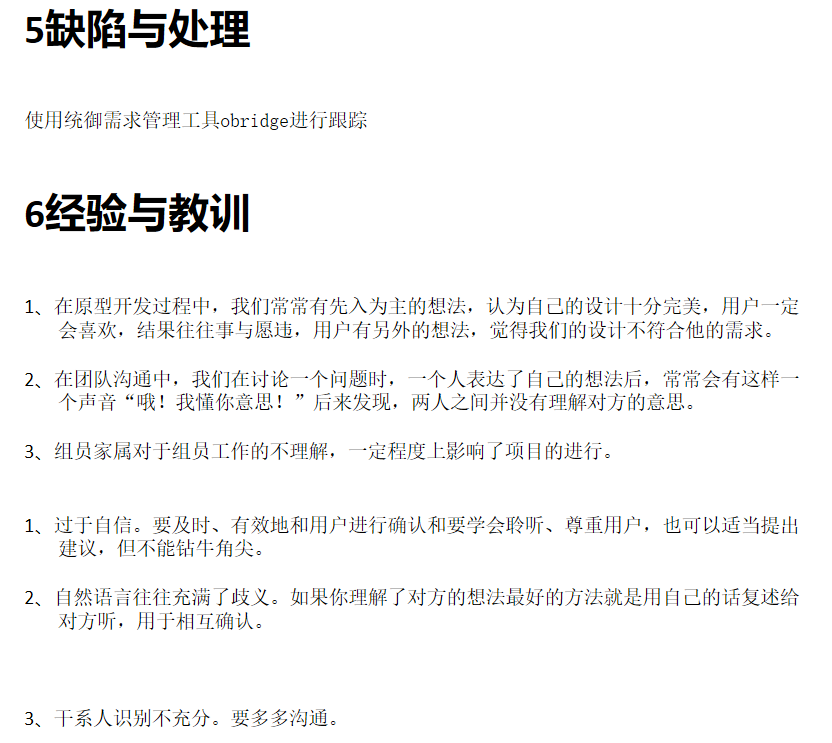 5缺陷与处理
使用统御需求管理工具obridge进行跟踪
6经验与教训
1、在原型开发过程中，我们常常有先入为主的想法，认为自己的设计十分完美，用户一定
会喜欢，结果往往事与愿违，用户有另外的想法，觉得我们的设计不符合他的需求。
2、在团队沟通中，我们在讨论一个问题时，一个人表达了自己的想法后，常常会有这样一
个声音“哦！我懂你意思！”后来发现，两人之间并没有理解对方的意思。
3、组员家属对于组员工作的不理解，一定程度上影响了项目的进行。
1、过于自信。要及时、有效地和用户进行确认和要学会聆听、尊重用户，也可以适当提出
建议，但不能钻牛角尖。
2、自然语言往往充满了歧义。如果你理解了对方的想法最好的方法就是用自己的话复述给
对方听，用于相互确认。
3、干系人识别不充分。要多多沟通。